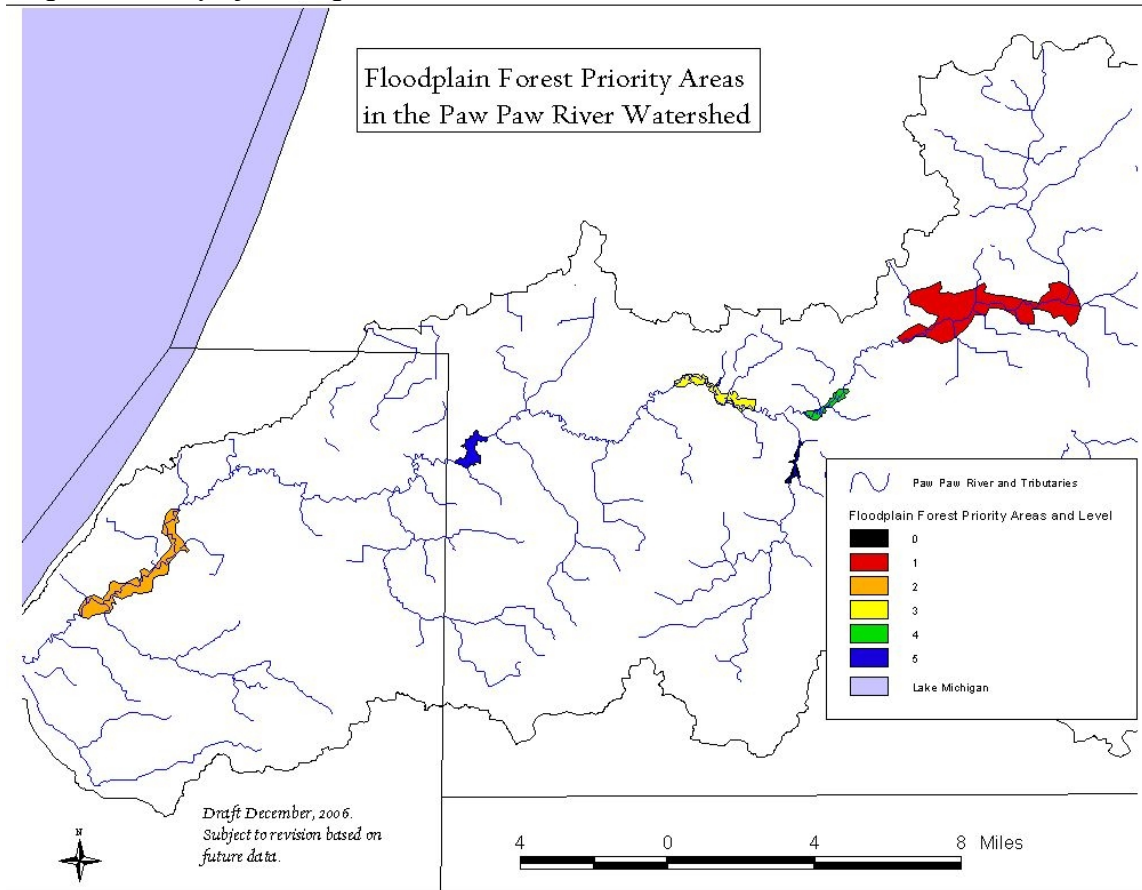 Floodplain Forest Priority Areas
in the Paw Paw River Watershed
Paw Paw River and Tributaries
Floodplain Forest Priority Areas and Level
0
1
2
3
4
5
Lake Michigan
Draft December, 2006.
Subject to revision based on
future data.
N
4 0 4 8 Miles